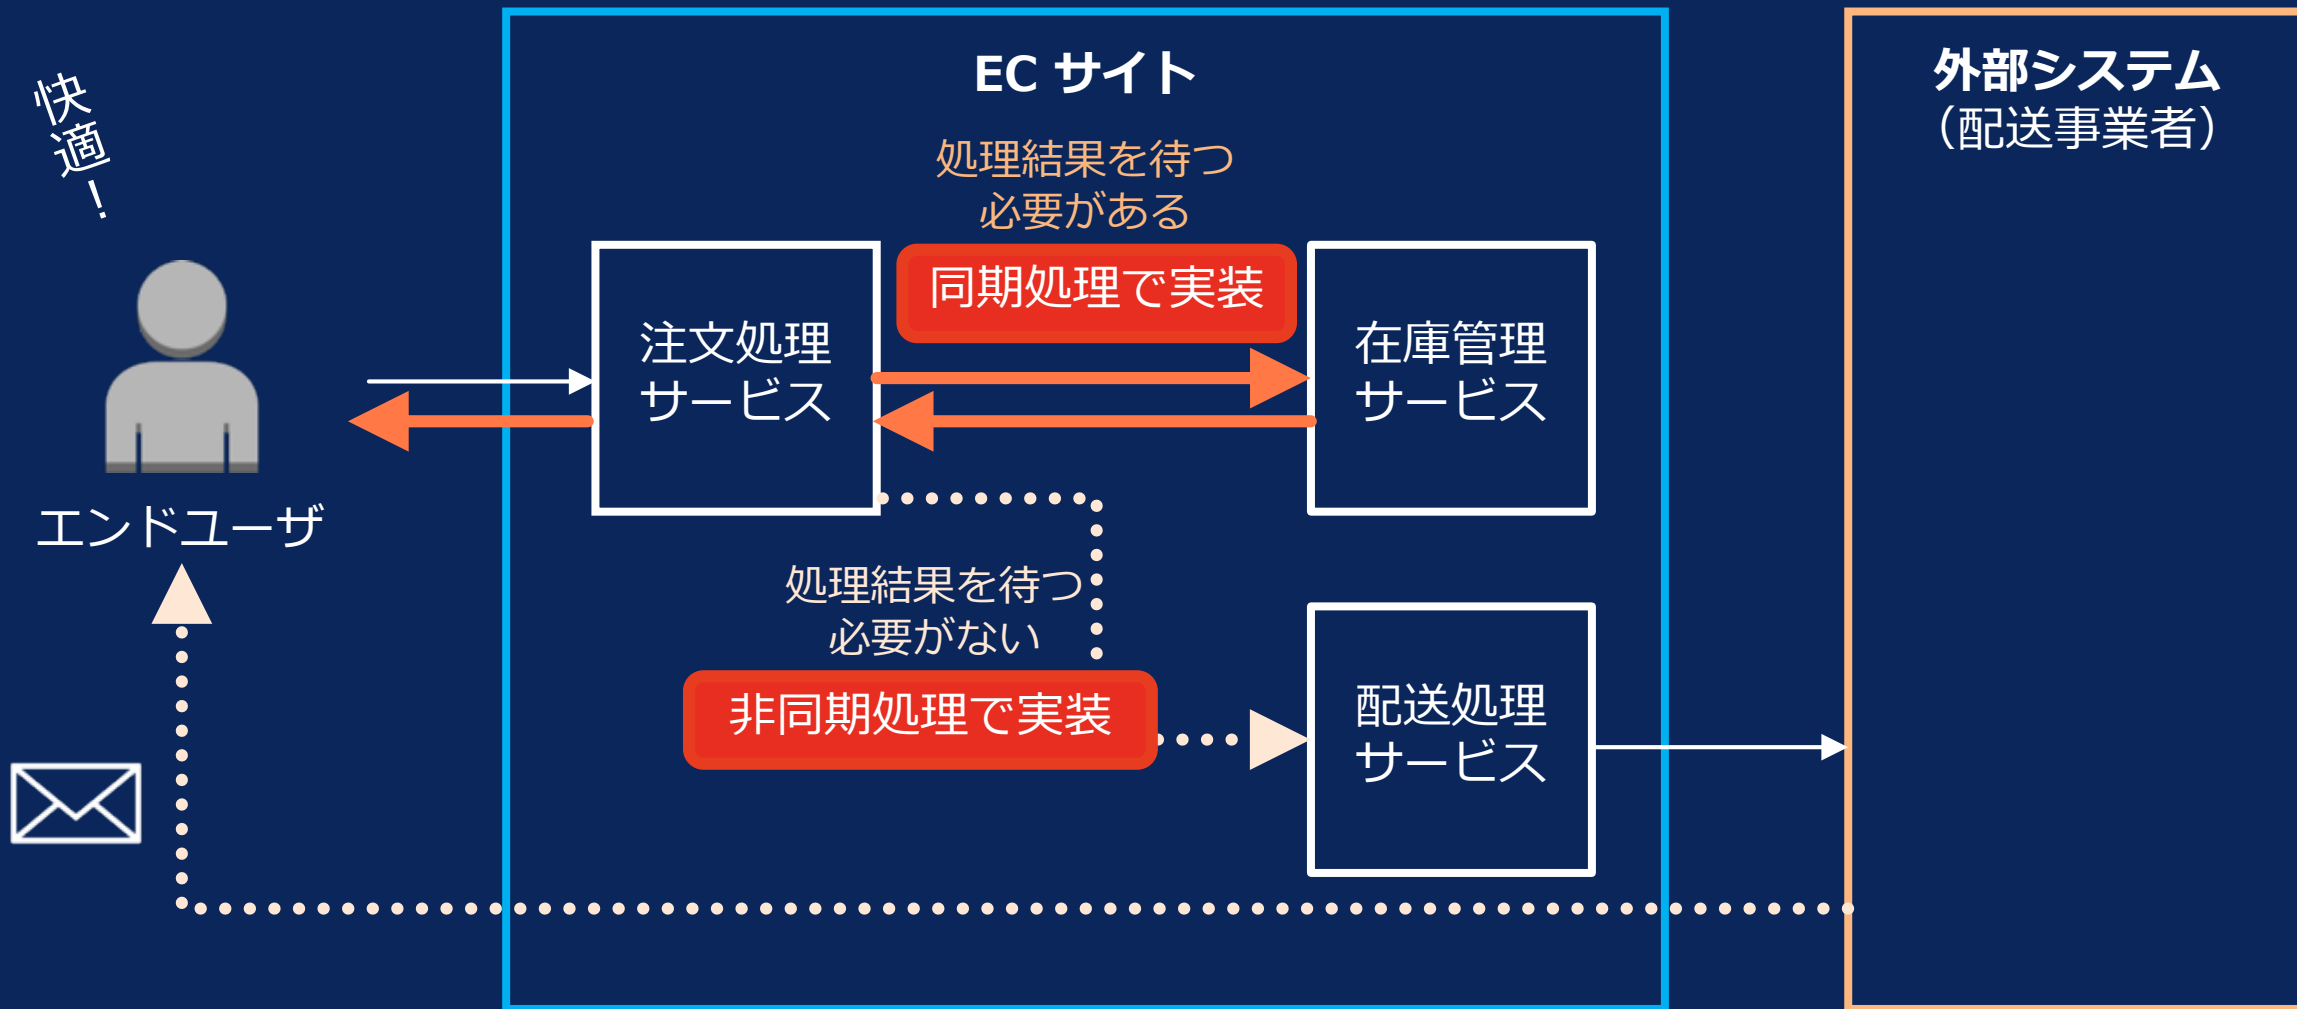 快適！
エンドユーザ
EC サイト
処理結果を待つ
必要がある
同期処理で実装
注文処理
サービス
在庫管理
サービス
処理結果を待つ
必要がない
非同期処理で実装
配送処理
サービス
外部システム
（配送事業者）